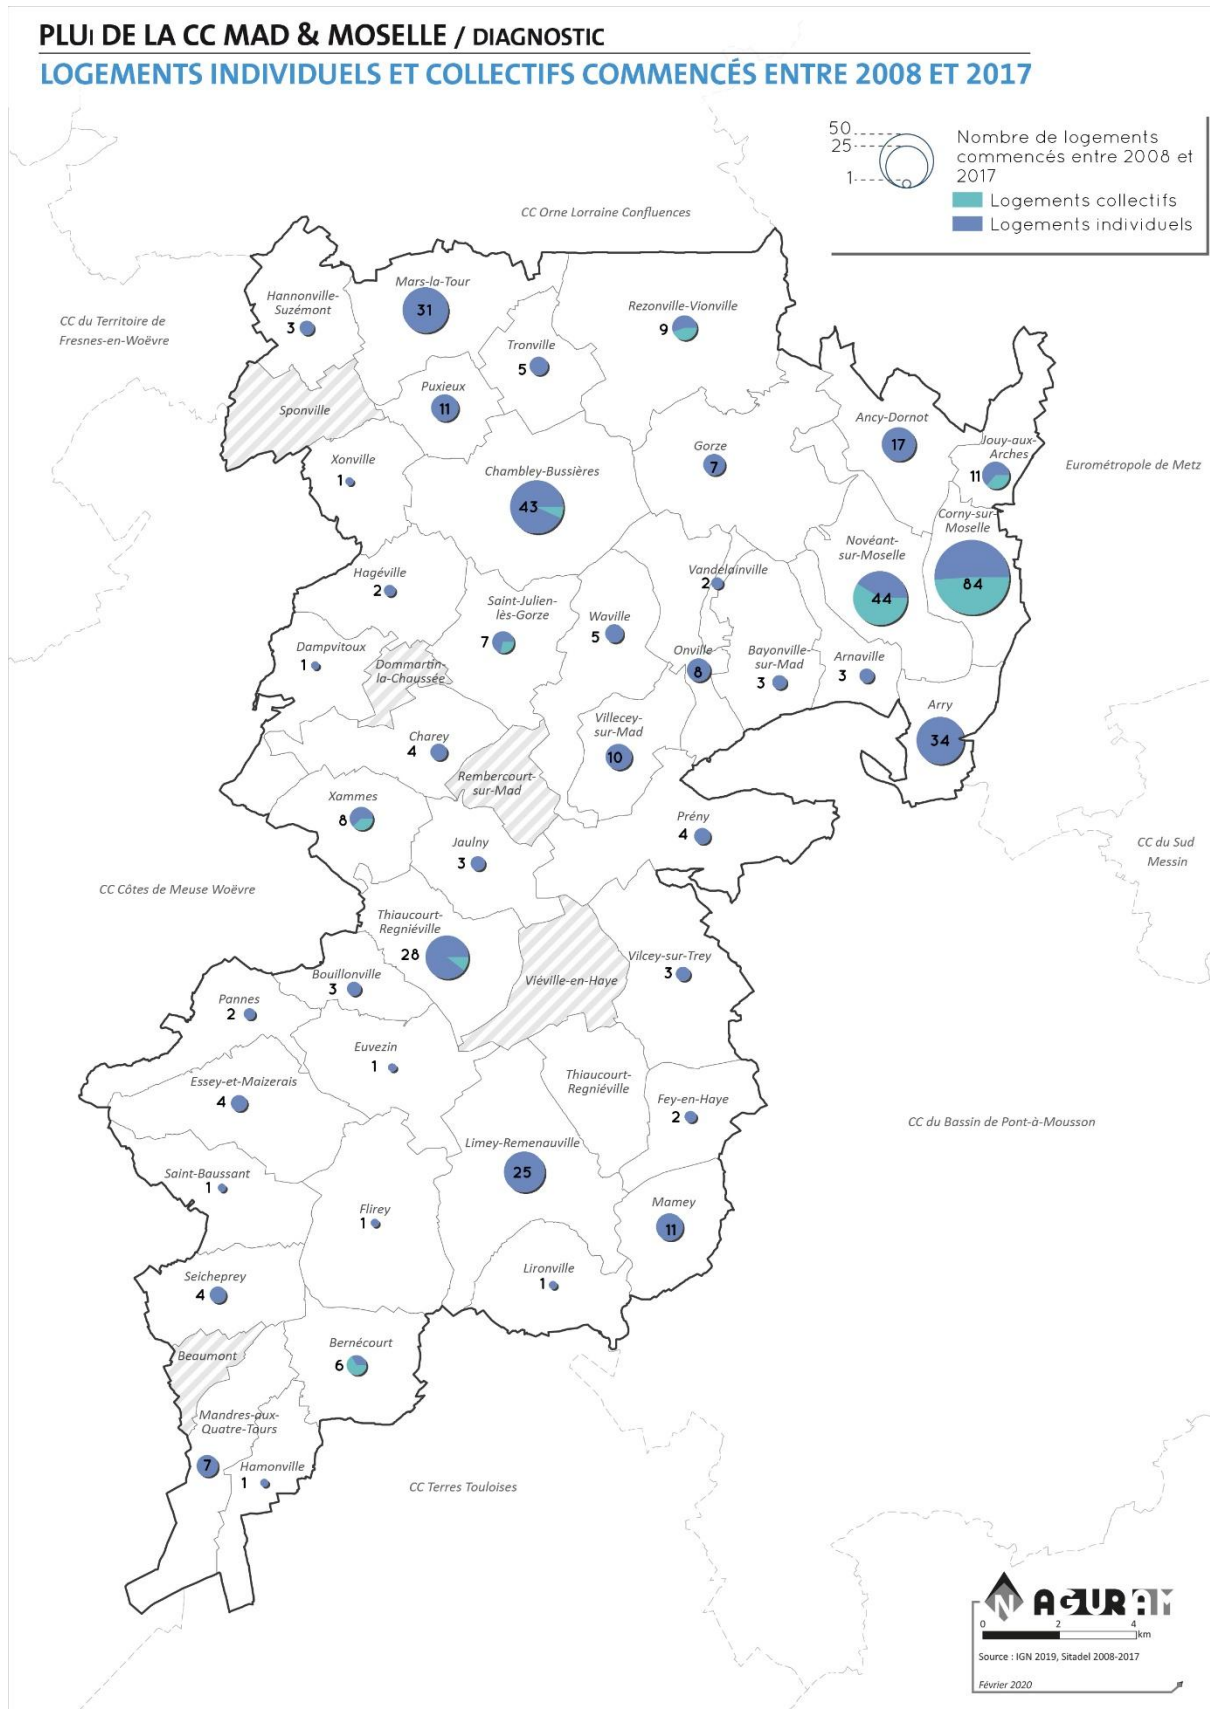 PLUi DE LA CC MAD & MOSELLE / DIAGNOSTIC
LOGEMENTS INDIVIDUELS ET COLLECTIFS COMMENCÉS ENTRE 2008 ET 2017
50
25
1
Nombre de logements
commencés entre 2008 et
2017
Logements collectifs
Logements individuels
CC Orne Lorraine Confluences
CC du Territoire de
Fresnes-en-Woëvre
Hannonville-
Suzémont
3
Mars-la-Tour
31
Rezonville-Vionville
9
Tronville
5
Sponville
Puxieux
11
Ancy-Dornot
17
Jouy-aux-
Arches
11
Eurométropole de Metz
Xonville
1
Chambley-Bussières
43
Gorze
7
Corny-sur-
Moselle
84
Novéant-
sur-Moselle
44
Hagéville
2
Vandelainville
2
Saint-Julien-
lès-Gorze
7
Waville
5
Dampvitoux
1
Dommartin-
la-Chaussée
Onville
8
Bayonville-
sur-Mad
3
Arnaville
3
Arry
34
Charey
4
Villecey-
sur-Mad
10
Rembercourt-
sur-Mad
Xammes
8
Prény
4
Jaulny
3
CC du Sud
Messin
CC Côtes de Meuse Woëvre
Thiaucourt-
Regniéville
28
Vilcey-sur-Trey
3
Bouillonville
3
Viéville-en-Haye
Pannes
2
Euvezin
1
Thiaucourt-
Regniéville
Essey-et-Maizerais
4
Fey-en-Haye
2
CC du Bassin de Pont-à-Mousson
Limey-Remenauville
25
Saint-Baussant
1
Flirey
1
Mamey
11
Seicheprey
4
Lironville
1
Beaumont
Bernécourt
6
Mandres-aux-
Quatre-Tours
7
Hamonville
1
CC Terres Touloises
N AGURAM
0 2 4
km
Source : IGN 2019, Sitadel 2008-2017
Février 2020